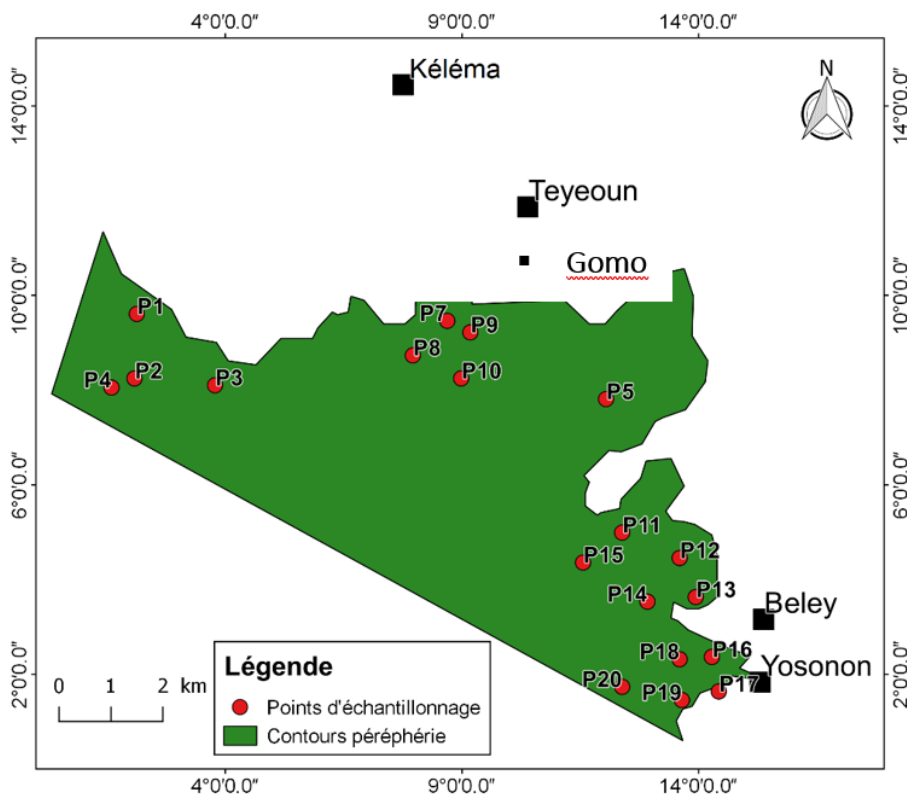 4°0'0.0″ 9°0'0.0″ 14°0'0.0″
Kéléma
N
14°0'0.0″ 14°0'0.0″
Teyeoun
Gomo
10°0'0.0″ 10°0'0.0″
P1
P7
P9
P8
P2
P10
P4
P3
P5
6°0'0.0″ 6°0'0.0″
P11
P12
P15
P14
P13
Beley
P18
P16
Yosonon
P20
P19
P17
2°0'0.0″ 2°0'0.0″
0 1 2 km
Légende
Points d'échantillonnage
Contours péréphérie
4°0'0.0″ 9°0'0.0″ 14°0'0.0″